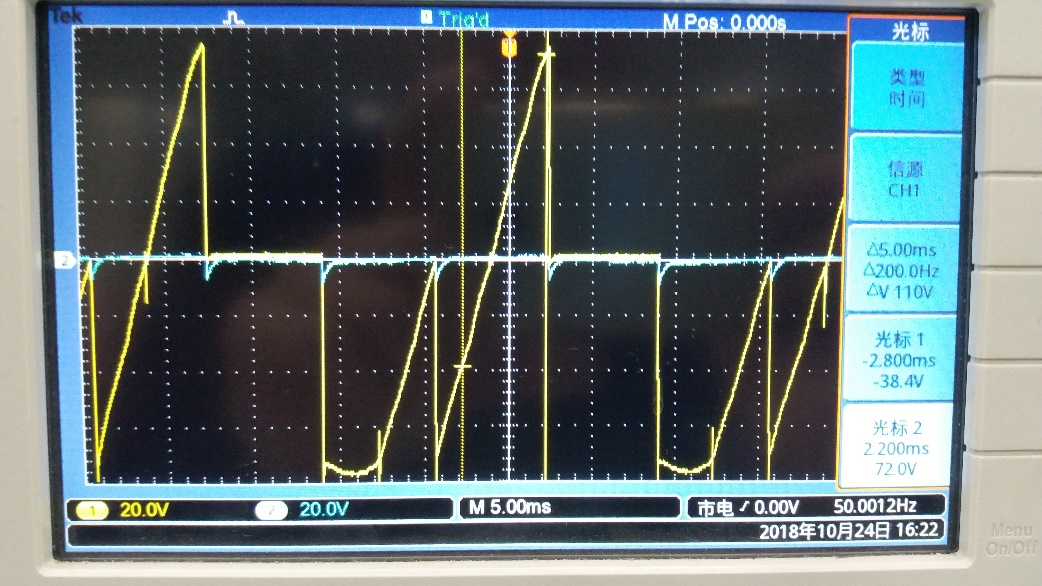 Tek
Trig'd
M Pos: 0.000s
光标
类型
时间
信源
CH1
△5.00ms
△200.0Hz
△V 110V
光标 1
-2.800ms
-38.4V
光标 2
2.200ms
72.0V
2
1 20.0V
2 20.0V
M 5.00ms
市电 0.00V
50.0012Hz
2018年10月24日 16:22
Menu
On/Off